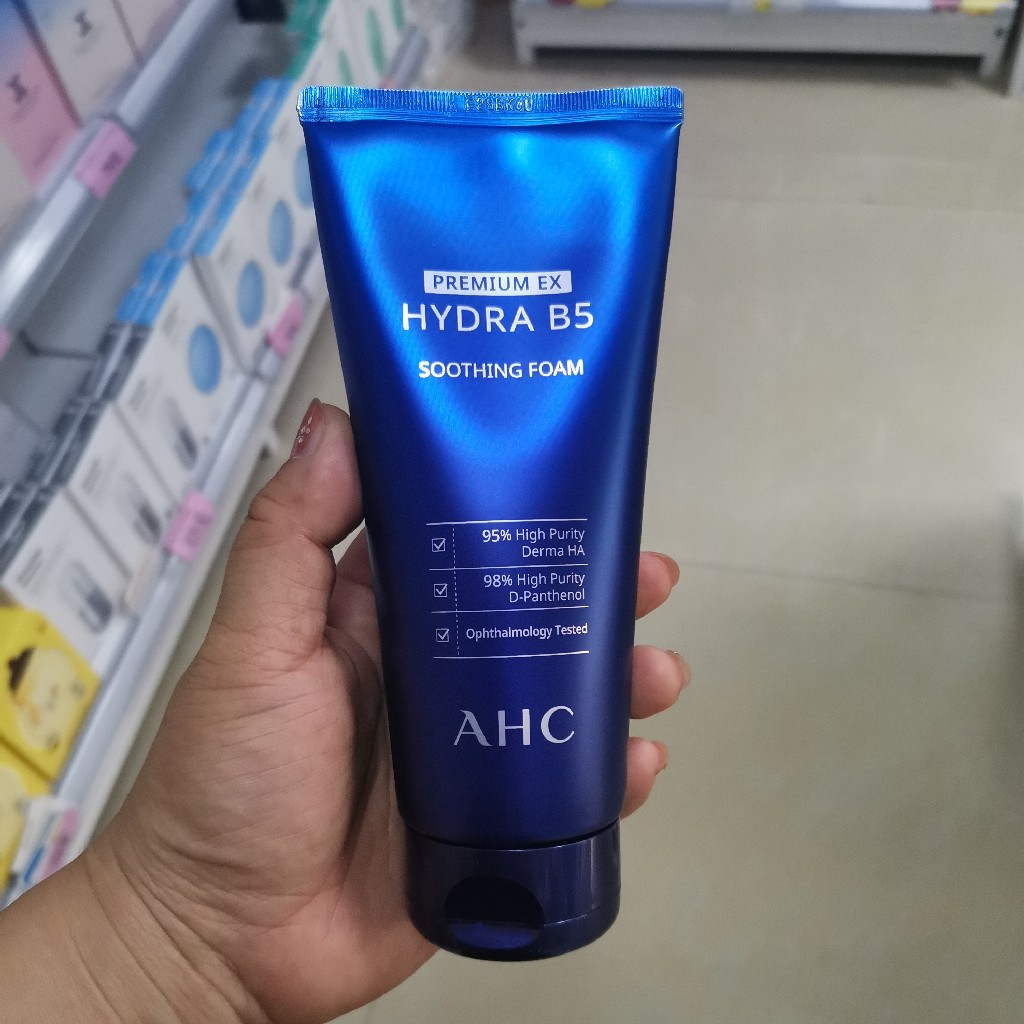 PREMIUM EX
HYDRA B5
SOOTHING FOAM
95% High Purity
Derma HA
98% High Purity
D-Panthenol
Ophthalmology Tested
AHC